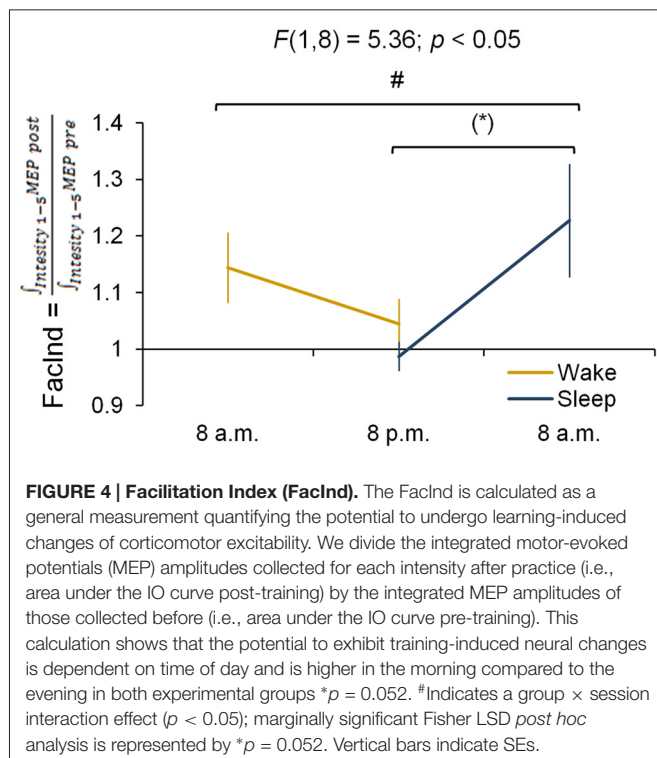 F(1,8) = 5.36; p < 0.05
#
(*)
FacInd = ∫Intesity 1−5 MEP post / ∫Intesity 1−5 MEP pre
1.4
1.3
1.2
1.1
1
0.9
Wake
Sleep
8 a.m. 8 p.m. 8 a.m.
FIGURE 4 | Facilitation Index (FacInd). The FacInd is calculated as a
general measurement quantifying the potential to undergo learning-induced
changes of corticomotor excitability. We divide the integrated motor-evoked
potentials (MEP) amplitudes collected for each intensity after practice (i.e.,
area under the IO curve post-training) by the integrated MEP amplitudes of
those collected before (i.e., area under the IO curve pre-training). This
calculation shows that the potential to exhibit training-induced neural changes
is dependent on time of day and is higher in the morning compared to the
evening in both experimental groups *p = 0.052. #Indicates a group × session
interaction effect (p < 0.05); marginally significant Fisher LSD post hoc
analysis is represented by *p = 0.052. Vertical bars indicate SEs.